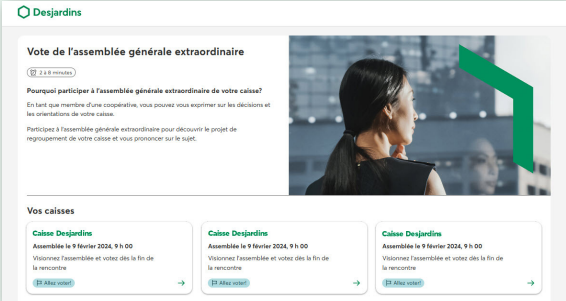 Desjardins
Vote de l'assemblée générale extraordinaire
2 à 8 minutes
Pourquoi participer à l'assemblée générale extraordinaire de votre caisse?
En tant que membre d'une coopérative, vous pouvez vous exprimer sur les décisions et
les orientations de votre caisse.
Participez à l'assemblée générale extraordinaire pour découvrir le projet de
regroupement de votre caisse et vous prononcer sur le sujet.
Vos caisses
Caisse Desjardins
Assemblée le 9 février 2024, 9 h 00
Visionnez l'assemblée et votez dès la fin de
la rencontre
Allez voter!
Caisse Desjardins
Assemblée le 9 février 2024, 9 h 00
Visionnez l'assemblée et votez dès la fin de
la rencontre
Allez voter!
Caisse Desjardins
Assemblée le 9 février 2024, 9 h 00
Visionnez l'assemblée et votez dès la fin de
la rencontre
Allez voter!